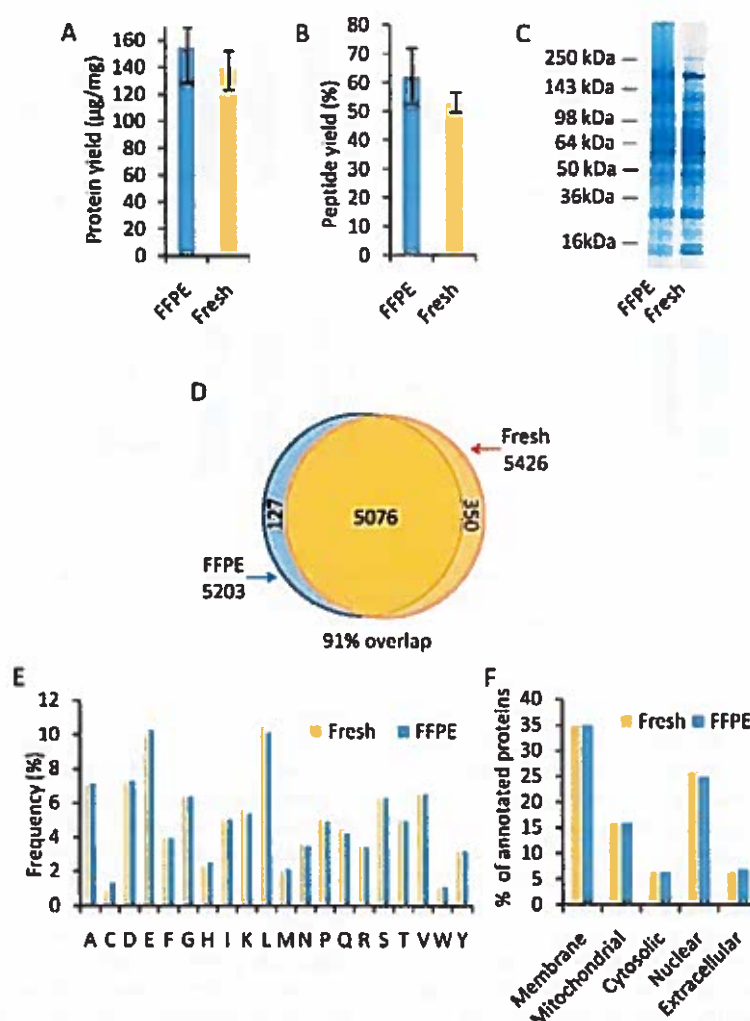 A
Protein yield (µg/mg)
160
140
120
100
80
60
40
20
0
FFPE
Fresh
B
Peptide yield (%)
80
70
60
50
40
30
20
10
0
FFPE
Fresh
C
250 kDa
143 kDa
98 kDa
64 kDa
50 kDa
36kDa
16kDa
FFPE
Fresh
D
Fresh
5426
127
5076
350
FFPE
5203
91% overlap
E
Frequency (%)
12
10
8
6
4
2
0
Fresh FFPE
A C D E F G H I K L M N P Q R S T V W Y
F
% of annotated proteins
40
35
30
25
20
15
10
5
0
Fresh FFPE
Membrane
Mitochondrial
Cytosolic
Nuclear
Extracellular